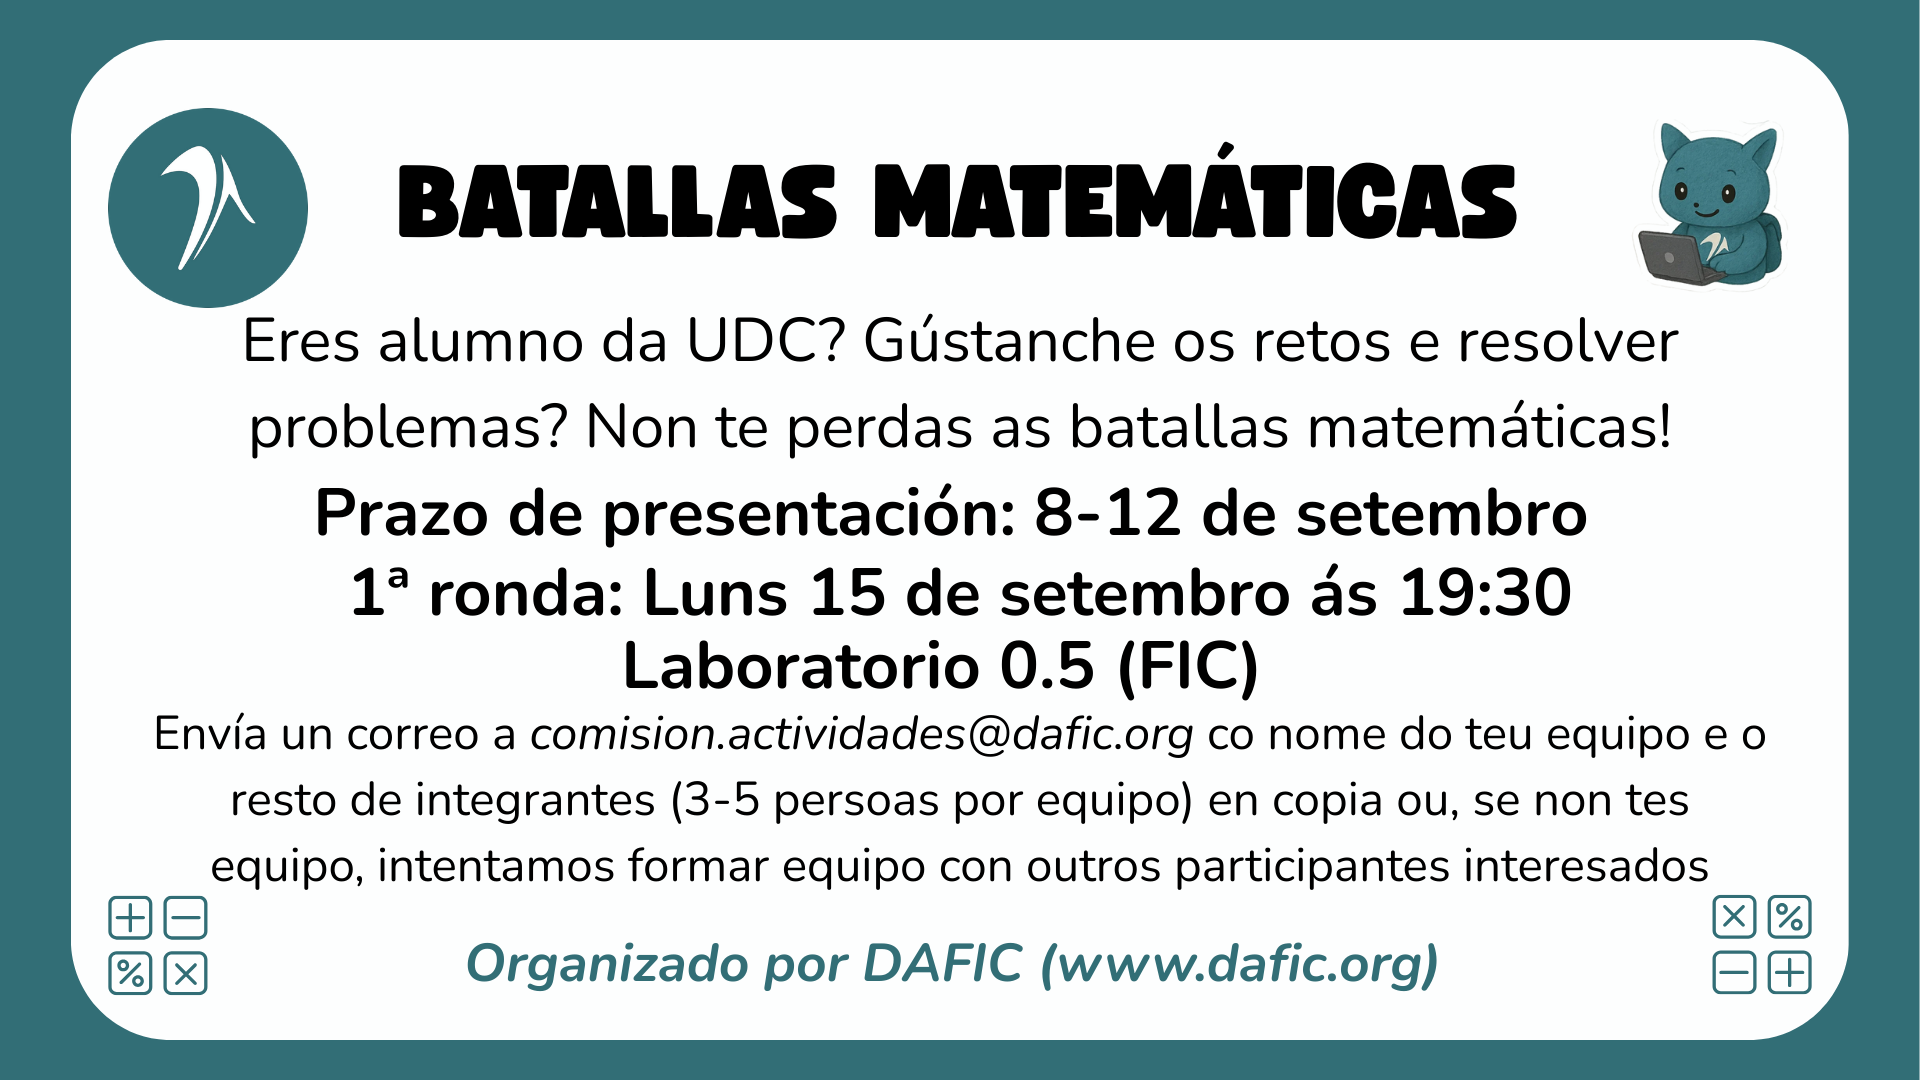 BATALLAS MATEMÁTICAS
Eres alumno da UDC? Gústanche os retos e resolver
problemas? Non te perdas as batallas matemáticas!
Prazo de presentación: 8-12 de setembro
1ª ronda: Luns 15 de setembro ás 19:30
Laboratorio 0.5 (FIC)
Envía un correo a comision.actividades@dafic.org co nome do teu equipo e o
resto de integrantes (3-5 persoas por equipo) en copia ou, se non tes
equipo, intentamos formar equipo con outros participantes interesados
Organizado por DAFIC (www.dafic.org)